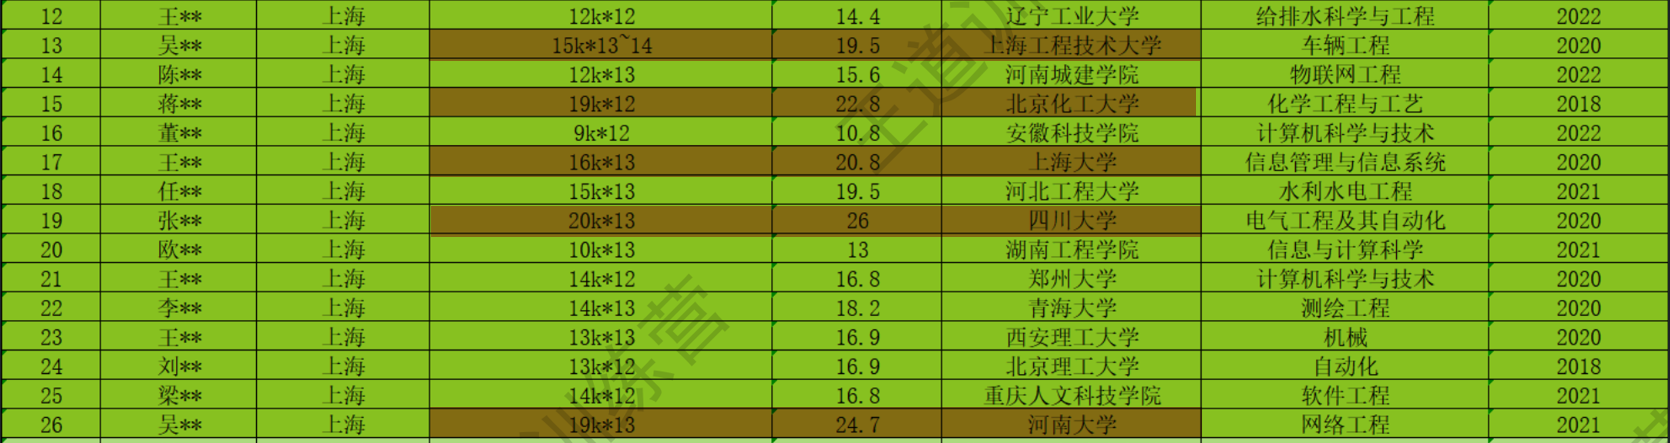 12 王** 上海 12k*12 14.4 辽宁工业大学 给排水科学与工程 2022
13 吴** 上海 15k*13~14 19.5 上海工程技术大学 车辆工程 2020
14 陈** 上海 12k*13 15.6 河南城建学院 物联网工程 2022
15 蒋** 上海 19k*12 22.8 北京化工大学 化学工程与工艺 2018
16 董** 上海 9k*12 10.8 安徽科技学院 计算机科学与技术 2022
17 王** 上海 16k*13 20.8 上海大学 信息管理与信息系统 2020
18 任** 上海 15k*13 19.5 河北工程大学 水利水电工程 2021
19 张** 上海 20k*13 26 四川大学 电气工程及其自动化 2020
20 欧** 上海 10k*13 13 湖南工程学院 信息与计算科学 2021
21 王** 上海 14k*12 16.8 郑州大学 计算机科学与技术 2020
22 李** 上海 14k*13 18.2 青海大学 测绘工程 2020
23 王** 上海 13k*13 16.9 西安理工大学 机械 2020
24 刘** 上海 13k*12 16.9 北京理工大学 自动化 2018
25 梁** 上海 14k*12 16.8 重庆人文科技学院 软件工程 2021
26 吴** 上海 19k*13 24.7 河南大学 网络工程 2021
王道训
训练营